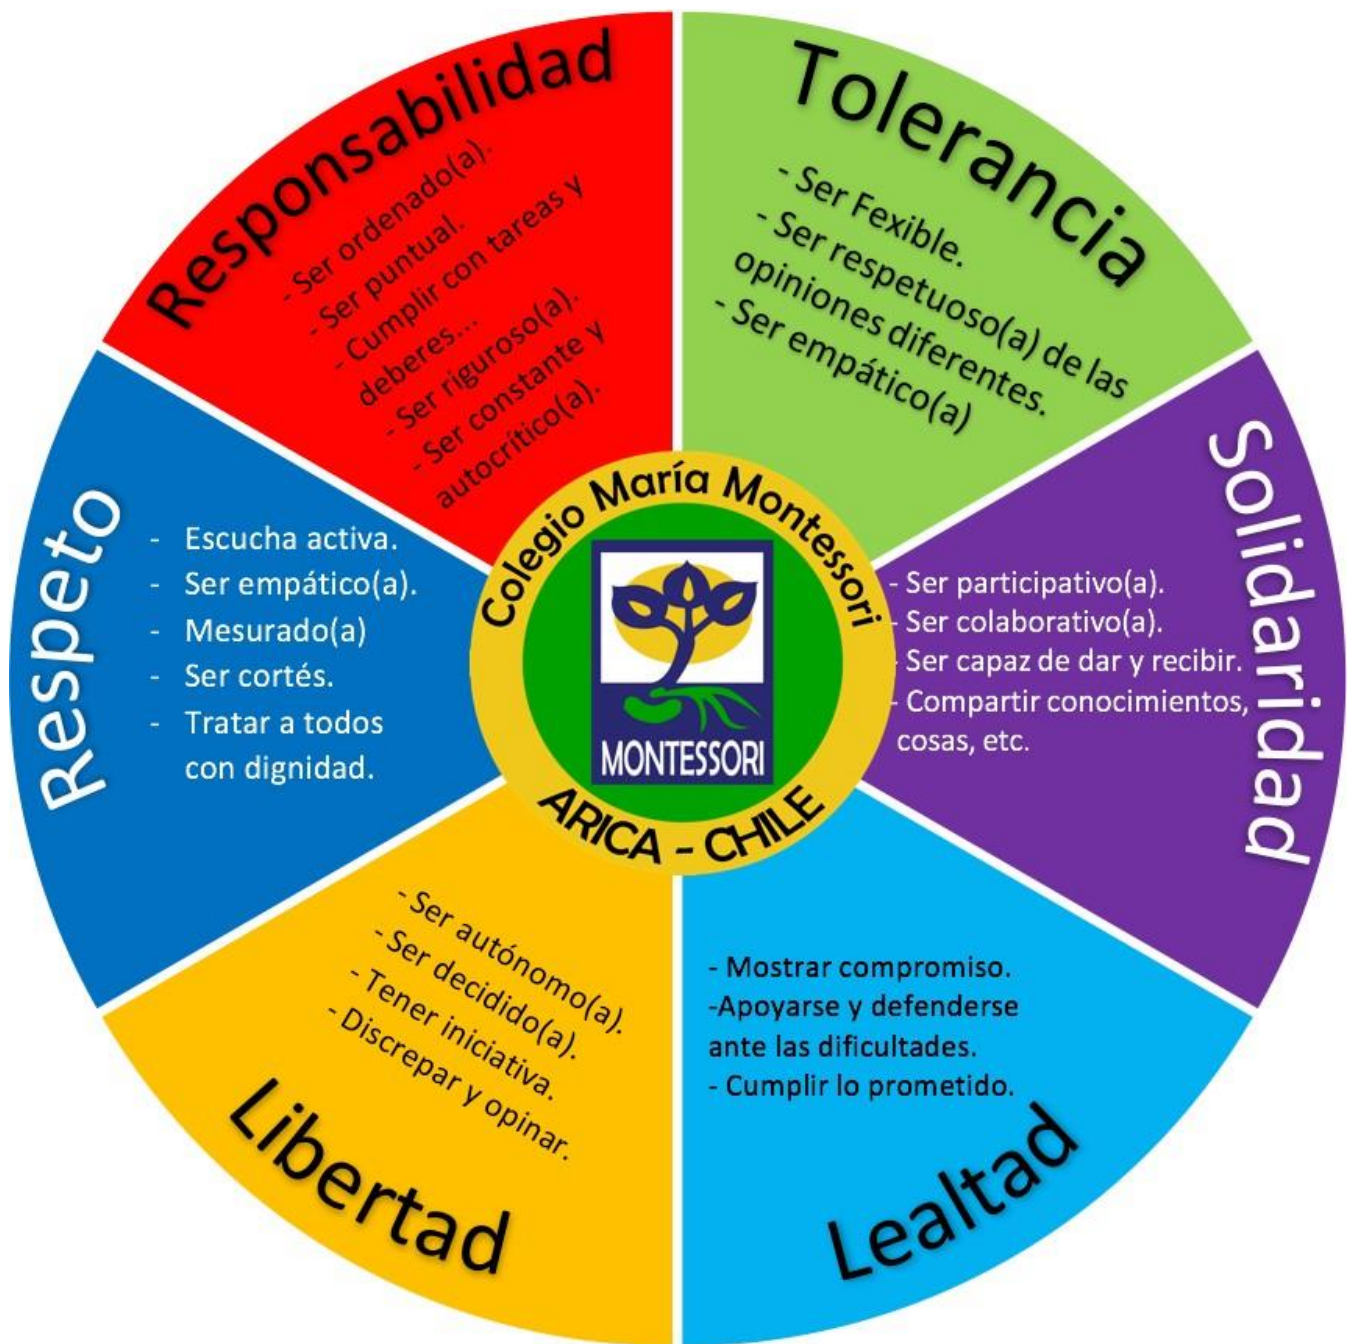 Responsabilidad
- Ser ordenado(a).
- Ser puntual.
- Cumplir con tareas y
deberes...
- Ser riguroso(a).
- Ser constante y
autocrítico(a).
Tolerancia
- Ser Fexible.
- Ser respetuoso(a) de las
opiniones diferentes.
- Ser empático(a)
Solidaridad
- Ser participativo(a).
- Ser colaborativo(a).
- Ser capaz de dar y recibir.
- Compartir conocimientos,
cosas, etc.
Lealtad
- Mostrar compromiso.
-Apoyarse y defenderse
ante las dificultades.
- Cumplir lo prometido.
Libertad
- Ser autónomo(a).
- Ser decidido(a).
- Tener iniciativa.
- Discrepar y opinar.
Respeto
- Escucha activa.
- Ser empático(a).
- Mesurado(a)
- Ser cortés.
- Tratar a todos
con dignidad.
Colegio María Montessori
MONTESSORI
ARICA - CHILE